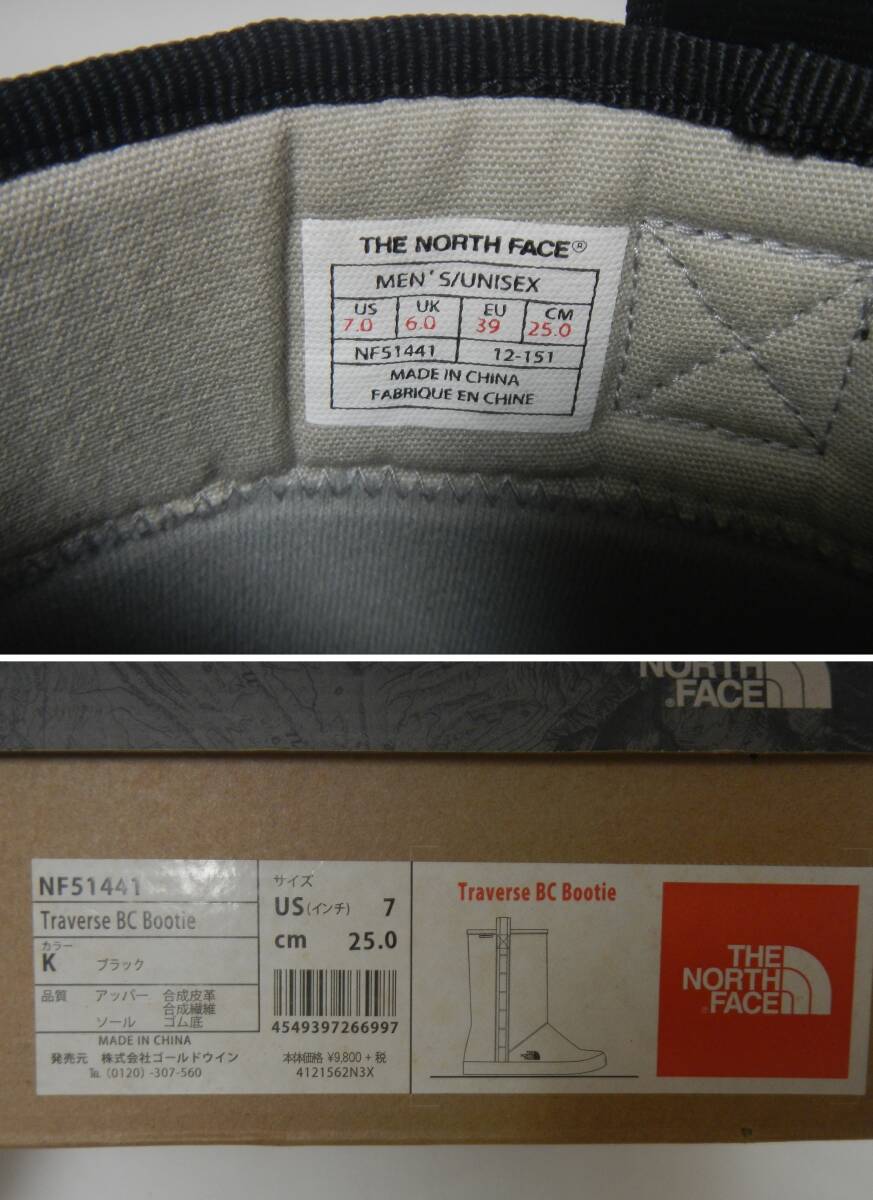 THE NORTH FACE®
MEN'S/UNISEX
US UK EU CM
7.0 6.0 39 25.0
NF51441 12-151
MADE IN CHINA
FABRIQUE EN CHINE
NORTH
FACE
NF51441
Traverse BC Bootie
カラー
K ブラック
品質 アッパー 合成皮革
合成繊維
ソール ゴム底
MADE IN CHINA
発売元 株式会社ゴールドウイン
TEL (0120) -307-560
サイズ
US(インチ) 7
cm 25.0
4549397266997
本体価格 ¥9,800 + 税
4121562N3X
Traverse BC Bootie
THE
NORTH
FACE